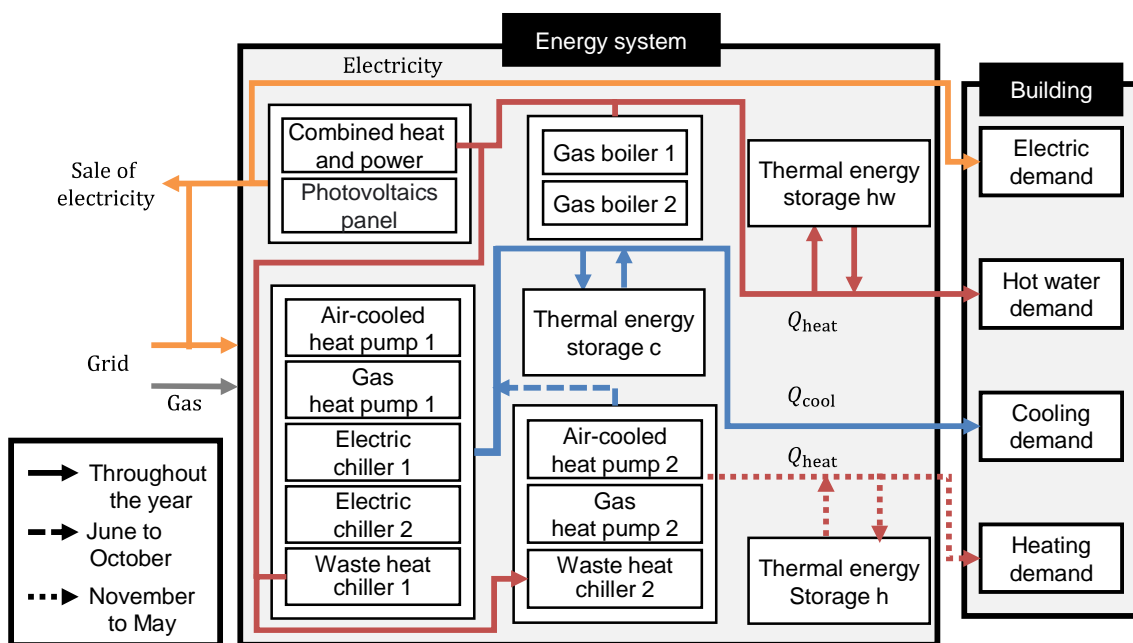 Energy system
Electricity
Building
Combined heat
and power
Photovoltaics
panel
Gas boiler 1
Gas boiler 2
Thermal energy
storage hw
Electric
demand
Sale of
electricity
Hot water
demand
Air-cooled
heat pump 1
Gas
heat pump 1
Electric
chiller 1
Electric
chiller 2
Waste heat
chiller 1
Thermal energy
storage c
Q_heat
Grid
Gas
Q_cool
Cooling
demand
Air-cooled
heat pump 2
Gas
heat pump 2
Waste heat
chiller 2
Q_heat
Thermal energy
Storage h
Heating
demand
Throughout
the year
June to
October
November
to May